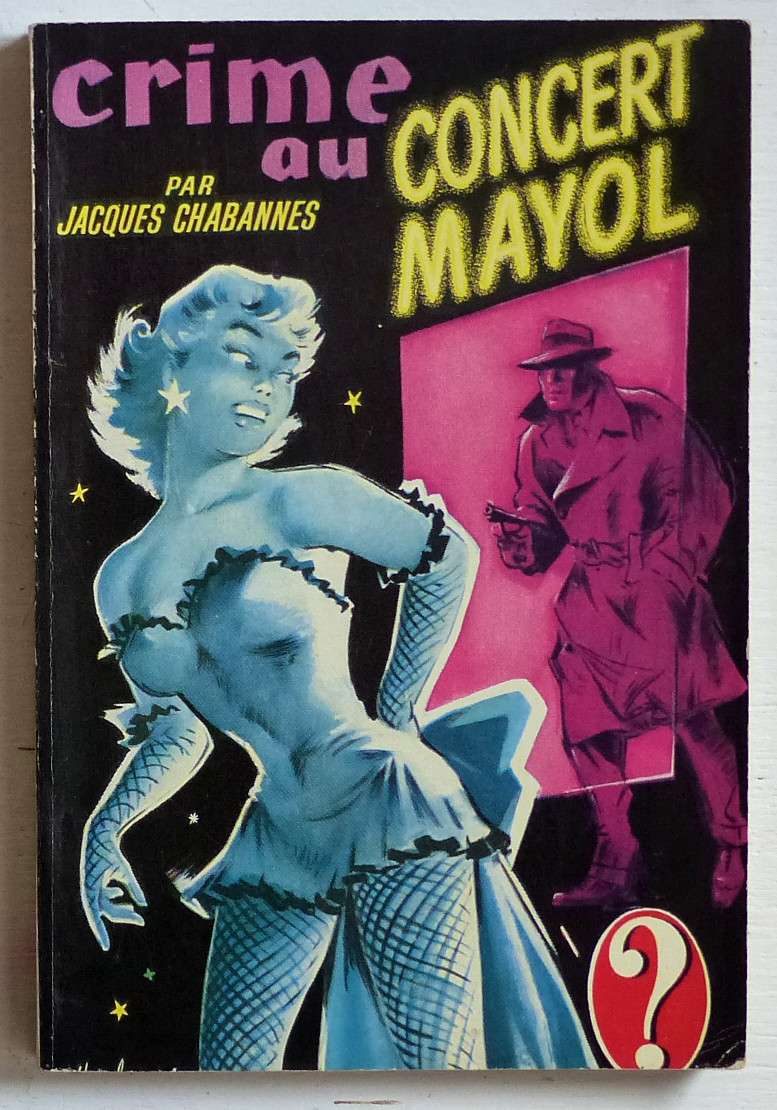 crime
au
CONCERT
MAYOL
PAR
JACQUES CHABANNES
?